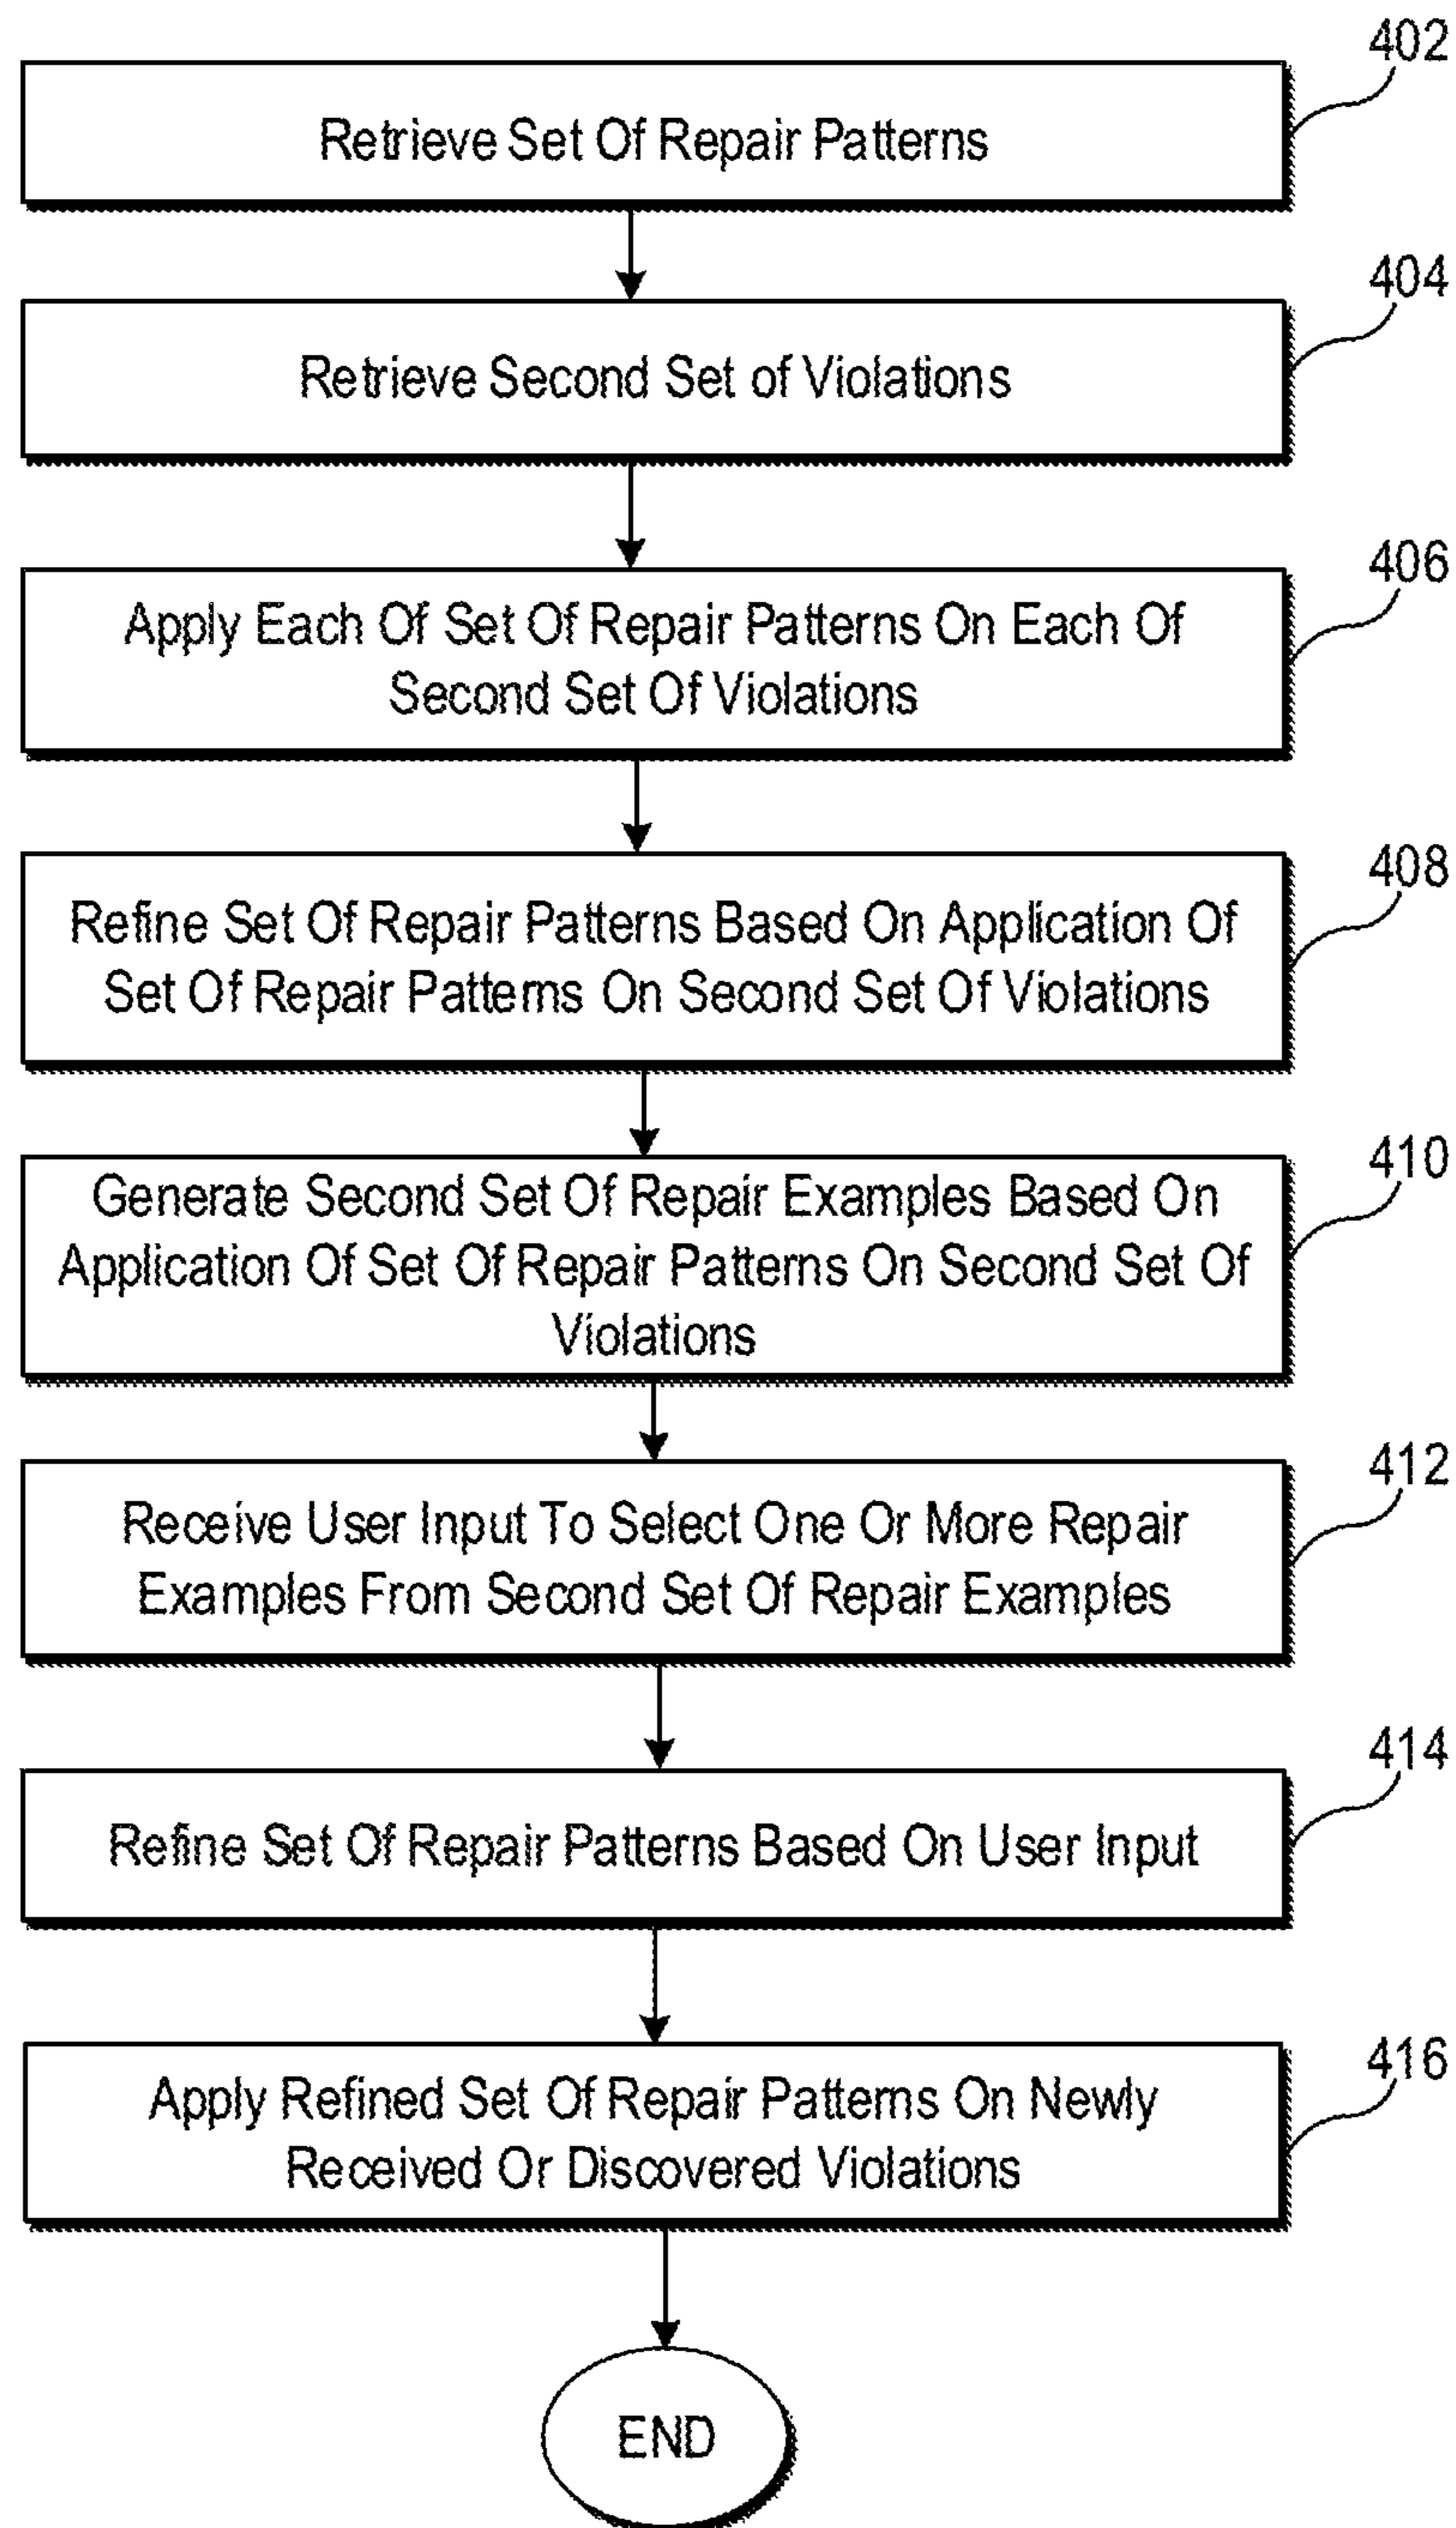 402
Retrieve Set Of Repair Patterns
404
Retrieve Second Set of Violations
406
Apply Each Of Set Of Repair Patterns On Each Of
Second Set Of Violations
408
Refine Set Of Repair Patterns Based On Application Of
Set Of Repair Patterns On Second Set Of Violations
410
Generate Second Set Of Repair Examples Based On
Application Of Set Of Repair Patterns On Second Set Of
Violations
412
Receive User Input To Select One Or More Repair
Examples From Second Set Of Repair Examples
414
Refine Set Of Repair Patterns Based On User Input
416
Apply Refined Set Of Repair Patterns On Newly
Received Or Discovered Violations
END